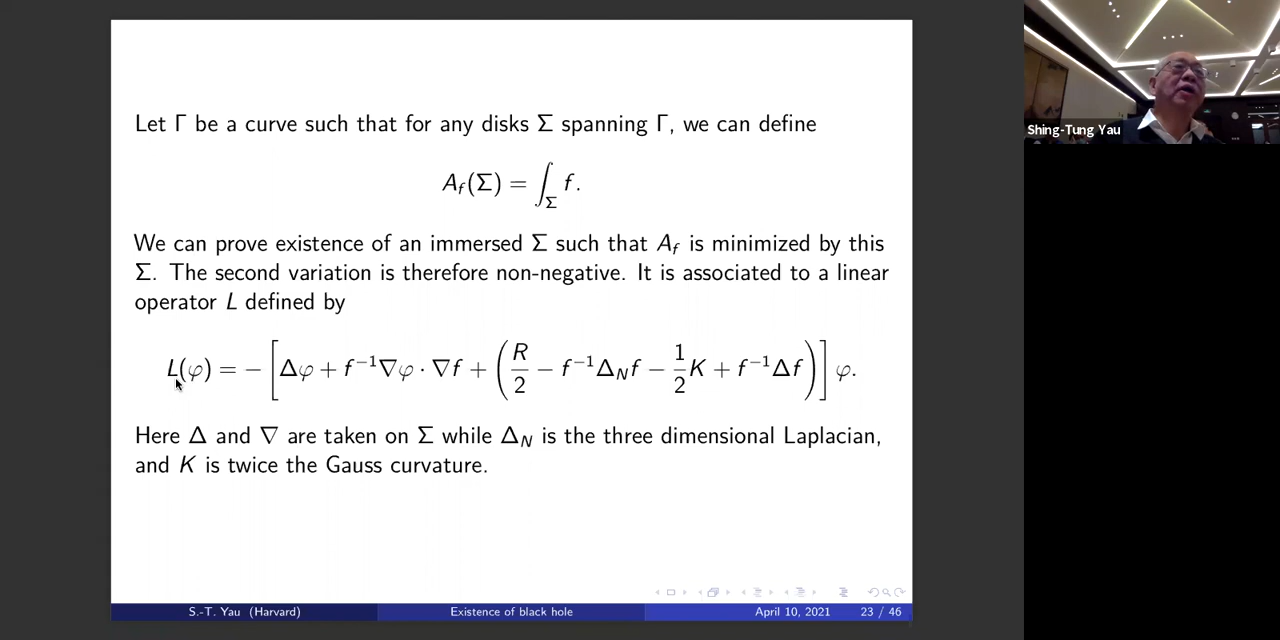 Let Γ be a curve such that for any disks Σ spanning Γ, we can define
A_f(Σ) = ∫_Σ f.
We can prove existence of an immersed Σ such that A_f is minimized by this
Σ. The second variation is therefore non-negative. It is associated to a linear
operator L defined by
L(φ) = − [Δφ + f⁻¹∇φ · ∇f + (R/2 − f⁻¹Δ_N f − 1/2 K + f⁻¹Δf)] φ.
Here Δ and ∇ are taken on Σ while Δ_N is the three dimensional Laplacian,
and K is twice the Gauss curvature.
S.-T. Yau (Harvard) Existence of black hole April 10, 2021 23 / 46
Shing-Tung Yau